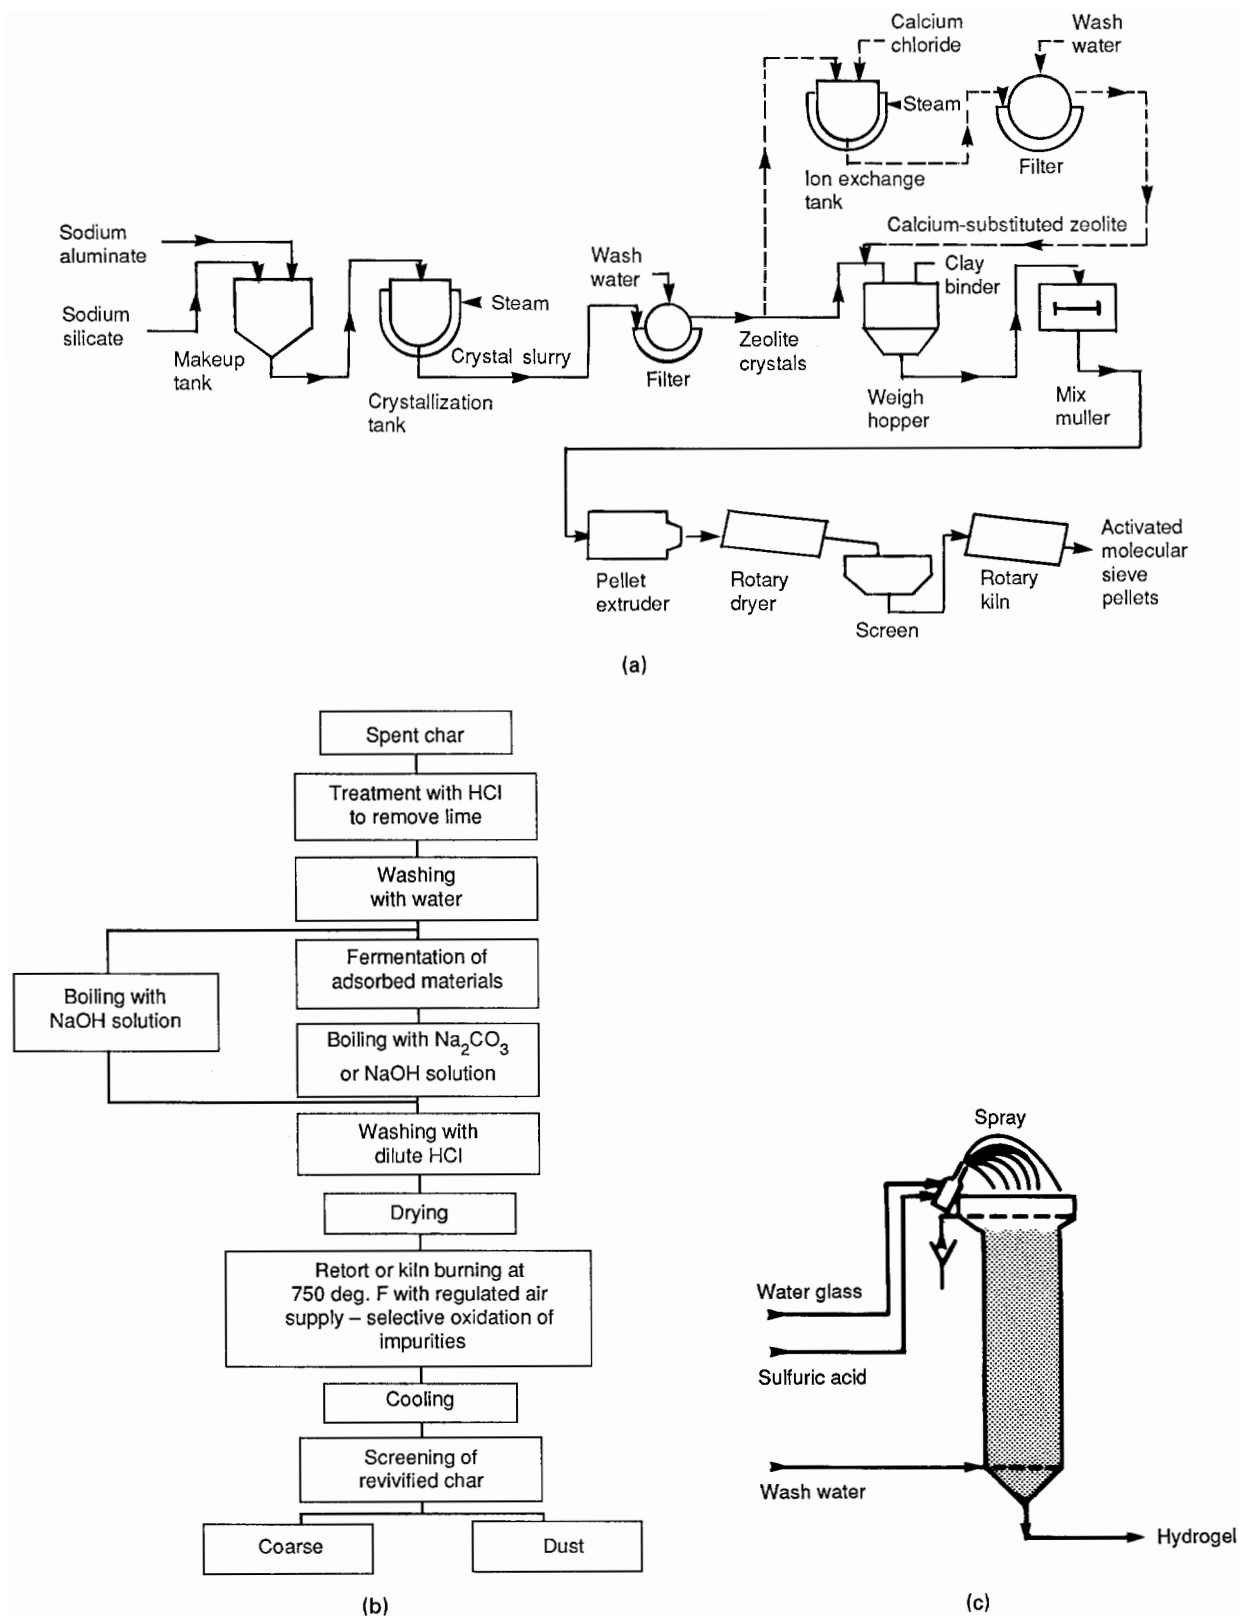 Calcium
chloride
Wash
water
Steam
Ion exchange
tank
Filter
Calcium-substituted zeolite
Sodium
aluminate
Sodium
silicate
Makeup
tank
Steam
Crystal slurry
Crystallization
tank
Wash
water
Filter
Zeolite
crystals
Clay
binder
Weigh
hopper
Mix
muller
Pellet
extruder
Rotary
dryer
Screen
Rotary
kiln
Activated
molecular
sieve
pellets
(a)
Spent char
Treatment with HCl
to remove lime
Washing
with water
Fermentation of
adsorbed materials
Boiling with
NaOH solution
Boiling with Na₂CO₃
or NaOH solution
Washing with
dilute HCl
Drying
Retort or kiln burning at
750 deg. F with regulated air
supply – selective oxidation of
impurities
Cooling
Screening of
revivified char
Coarse
Dust
(b)
Spray
Water glass
Sulfuric acid
Wash water
Hydrogel
(c)